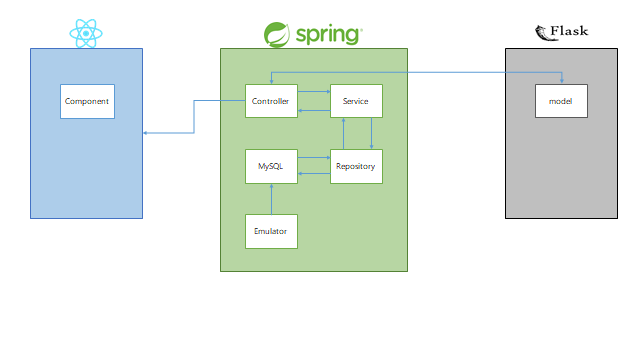 spring
Flask
Component
Controller
Service
model
MySQL
Repository
Emulator